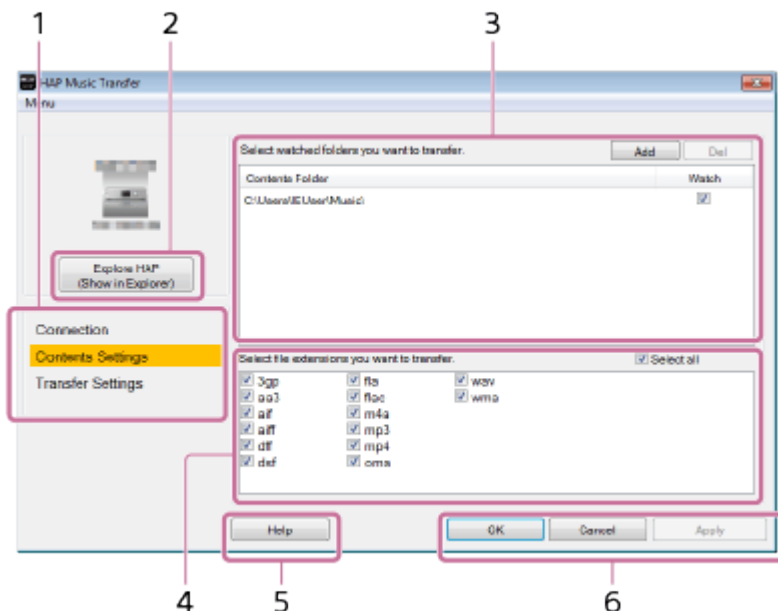 1 2 3
HAP Music Transfer
Menu
Select watched folders you want to transfer. Add Del
Contents Folder Watch
C:\Users\IEUser\Music\
Explore HAP
(Show in Explorer)
Connection
Contents Settings
Transfer Settings
Select file extensions you want to transfer. Select all
3gp fla wav
aa3 flac wma
aif m4a
aiff mp3
dff mp4
dsf oma
Help OK Cancel Apply
4 5 6